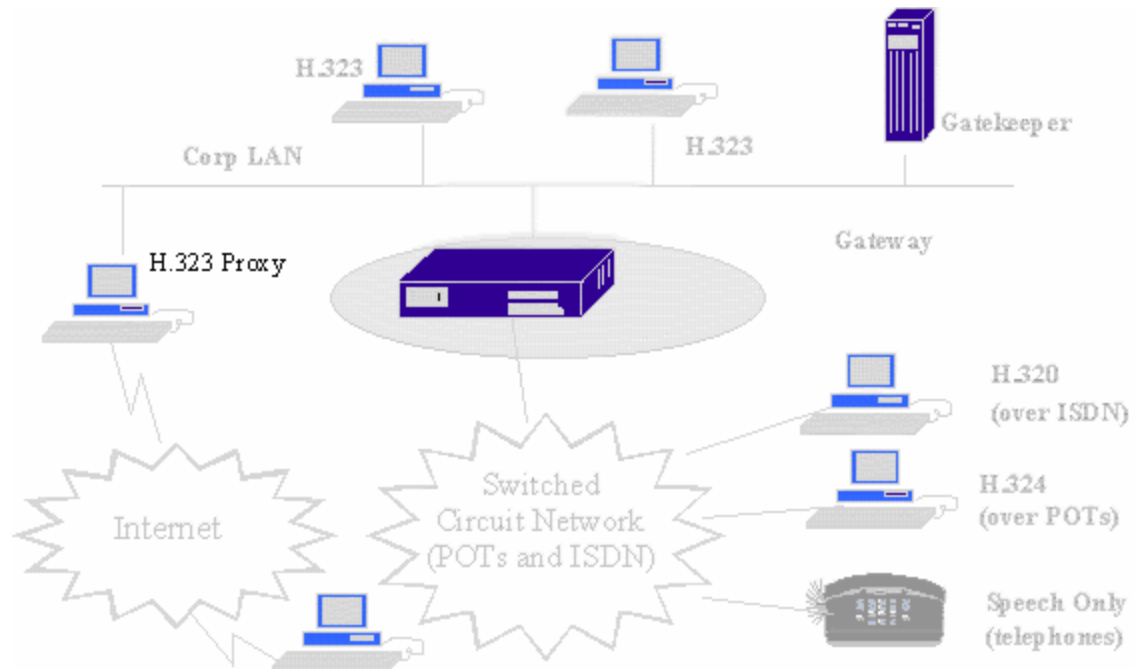 H.323
Gatekeeper
H.323
Corp LAN
Gateway
H.323 Proxy
H.320
(over ISDN)
Switched
Circuit Network
(POTs and ISDN)
Internet
H.324
(over POTs)
Speech Only
(telephones)